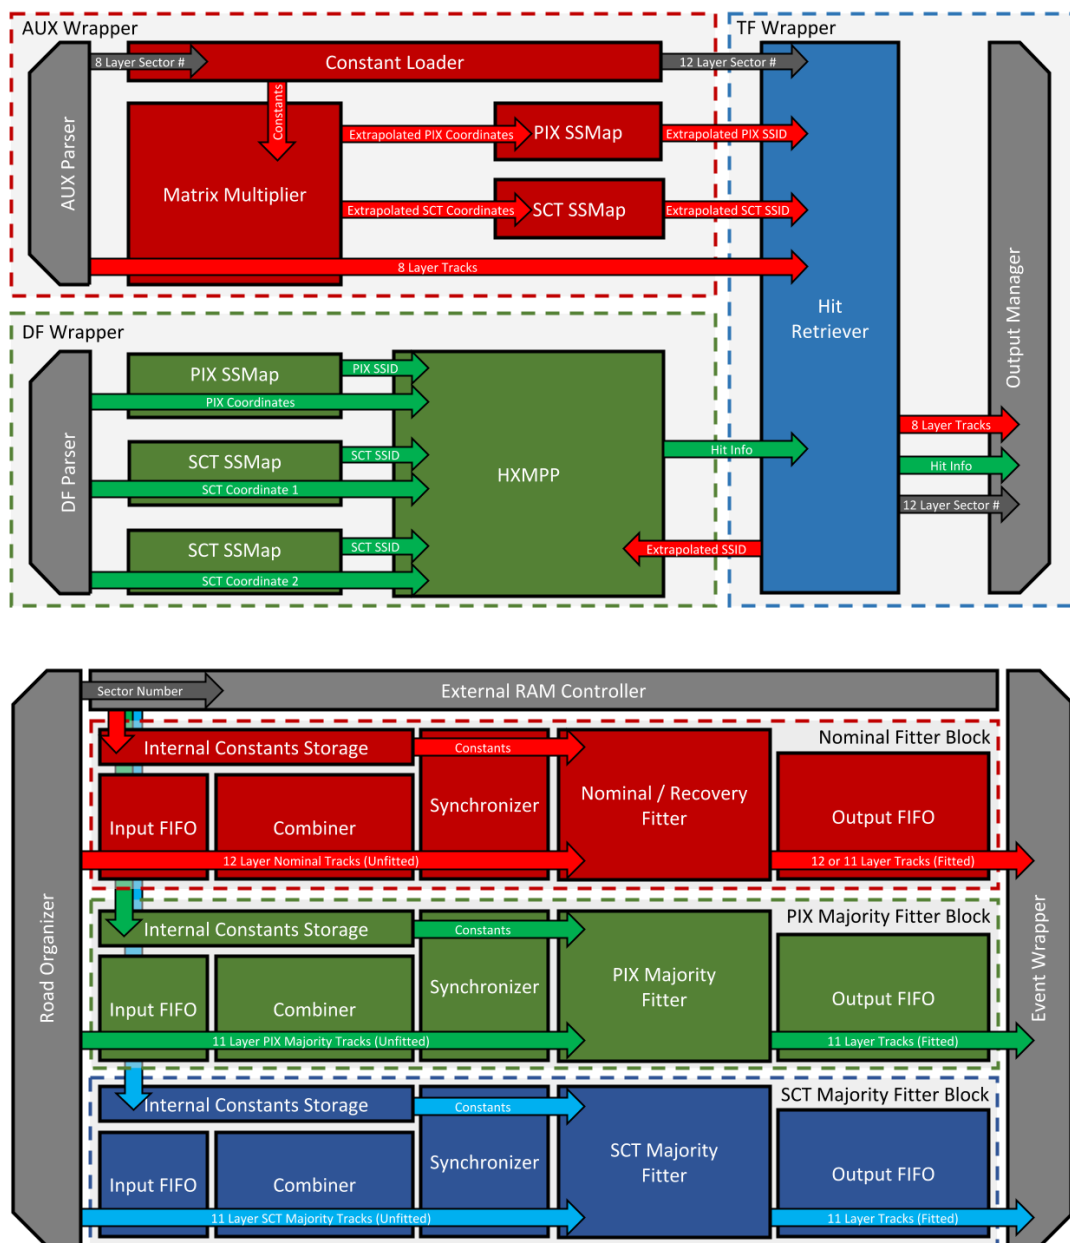 AUX Wrapper
TF Wrapper
AUX Parser
8 Layer Sector #
Constant Loader
12 Layer Sector #
Constants
Matrix Multiplier
Extrapolated PIX Coordinates
PIX SSMap
Extrapolated PIX SSID
Extrapolated SCT Coordinates
SCT SSMap
Extrapolated SCT SSID
8 Layer Tracks
Hit
Retriever
Output Manager
DF Wrapper
DF Parser
PIX SSMap
PIX SSID
PIX Coordinates
SCT SSMap
SCT SSID
SCT Coordinate 1
SCT SSMap
SCT SSID
SCT Coordinate 2
HXMPP
Hit Info
Extrapolated SSID
8 Layer Tracks
Hit Info
12 Layer Sector #
Road Organizer
Sector Number
External RAM Controller
Event Wrapper
Nominal Fitter Block
Internal Constants Storage
Constants
Input FIFO
Combiner
Synchronizer
Nominal / Recovery
Fitter
Output FIFO
12 Layer Nominal Tracks (Unfitted)
12 or 11 Layer Tracks (Fitted)
PIX Majority Fitter Block
Internal Constants Storage
Constants
Input FIFO
Combiner
Synchronizer
PIX Majority
Fitter
Output FIFO
11 Layer PIX Majority Tracks (Unfitted)
11 Layer Tracks (Fitted)
SCT Majority Fitter Block
Internal Constants Storage
Constants
Input FIFO
Combiner
Synchronizer
SCT Majority
Fitter
Output FIFO
11 Layer SCT Majority Tracks (Unfitted)
11 Layer Tracks (Fitted)